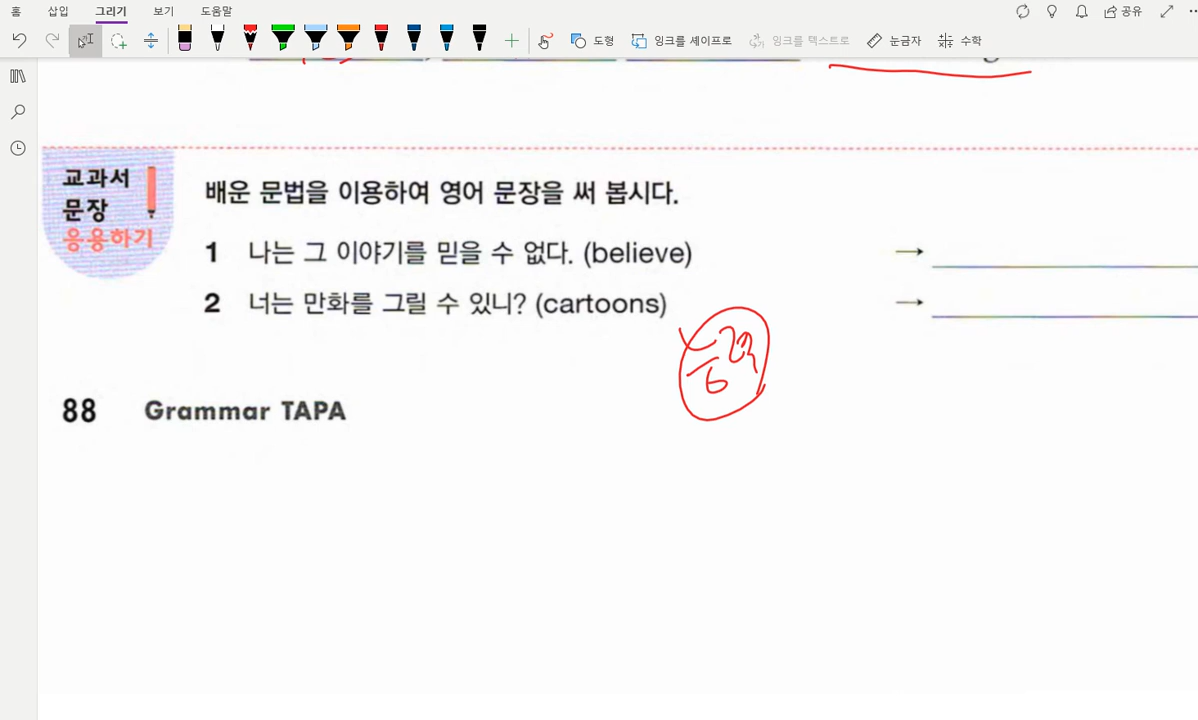 홈 삽입 그리기 보기 도움말
공유
도형 잉크를 셰이프로 잉크를 텍스트로 눈금자 수학
교과서
문장
응용하기
배운 문법을 이용하여 영어 문장을 써 봅시다.
1 나는 그 이야기를 믿을 수 없다. (believe) →
2 너는 만화를 그릴 수 있니? (cartoons) →
능력
88 Grammar TAPA